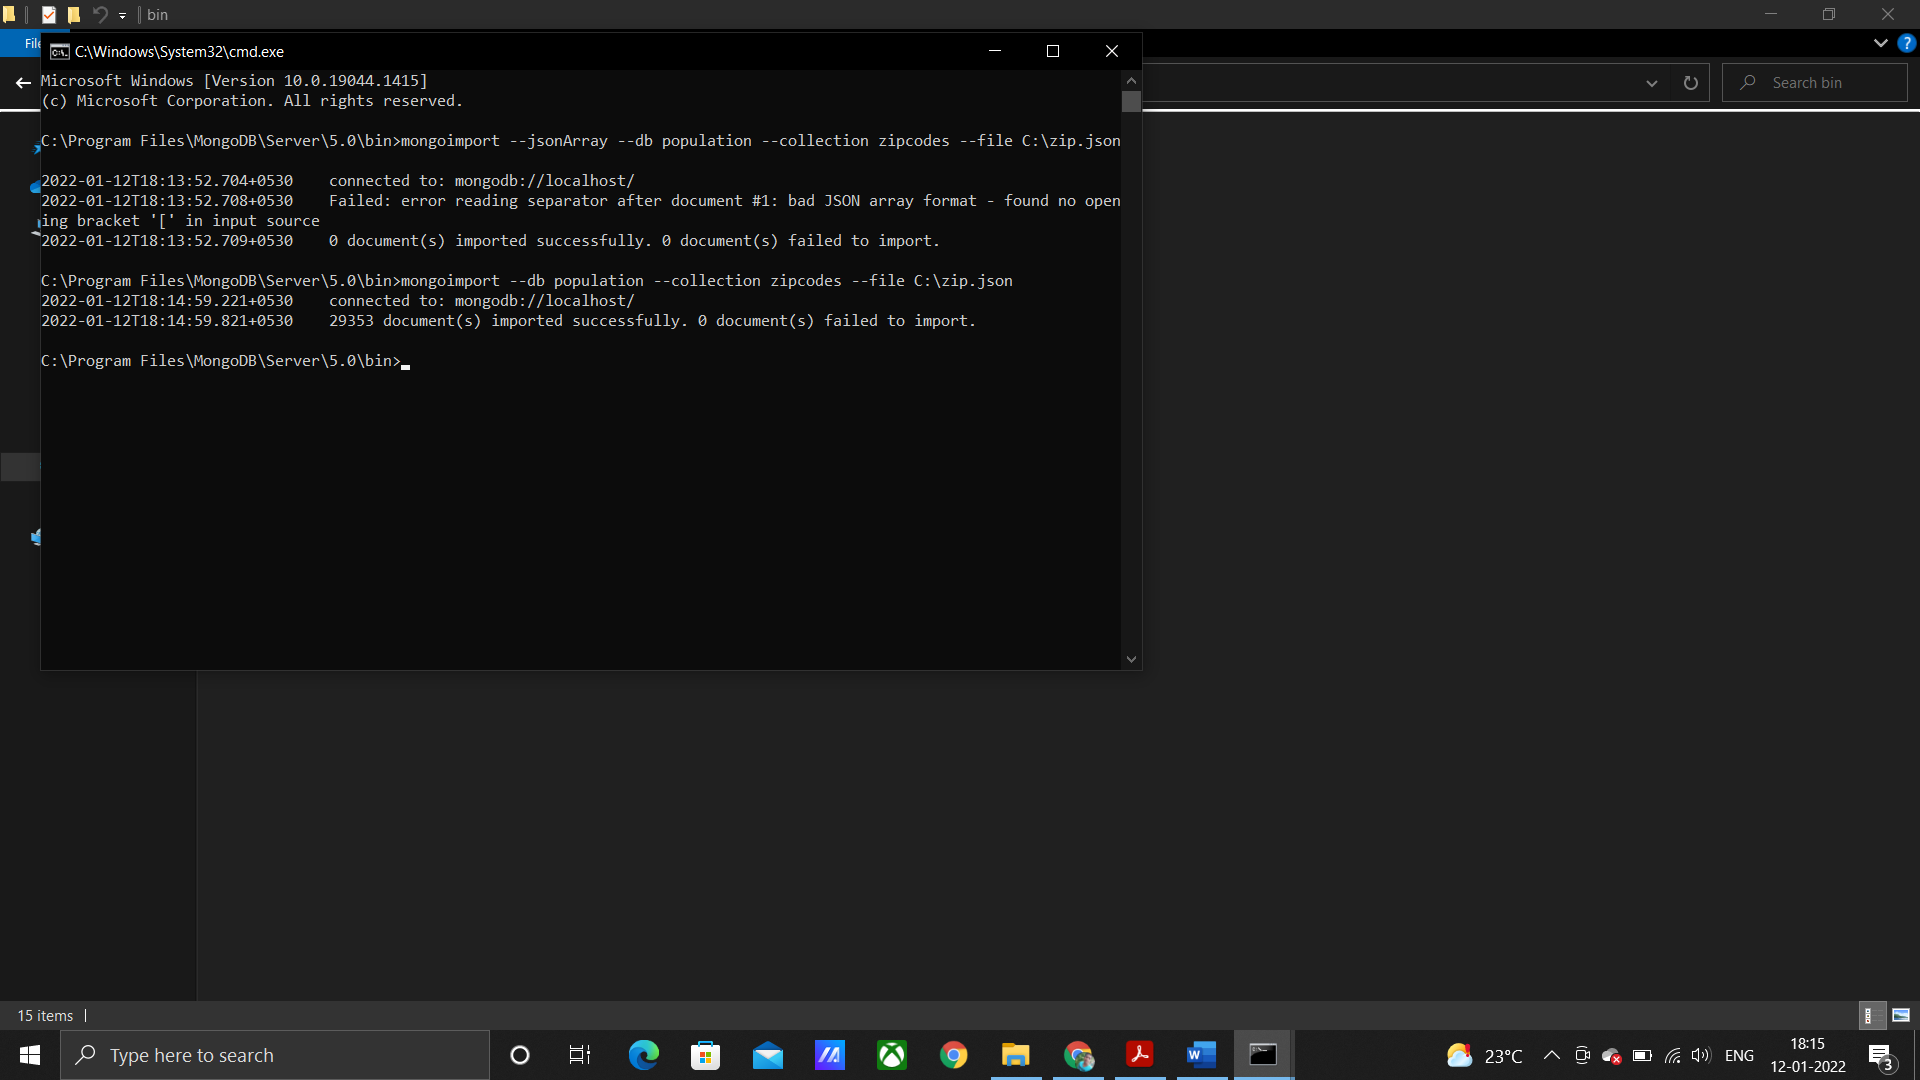 bin
File
C:\Windows\System32\cmd.exe
Search bin
Microsoft Windows [Version 10.0.19044.1415]
(c) Microsoft Corporation. All rights reserved.
C:\Program Files\MongoDB\Server\5.0\bin>mongoimport --jsonArray --db population --collection zipcodes --file C:\zip.json
2022-01-12T18:13:52.704+0530    connected to: mongodb://localhost/
2022-01-12T18:13:52.708+0530    Failed: error reading separator after document #1: bad JSON array format - found no open
ing bracket '[' in input source
2022-01-12T18:13:52.709+0530    0 document(s) imported successfully. 0 document(s) failed to import.
C:\Program Files\MongoDB\Server\5.0\bin>mongoimport --db population --collection zipcodes --file C:\zip.json
2022-01-12T18:14:59.221+0530    connected to: mongodb://localhost/
2022-01-12T18:14:59.821+0530    29353 document(s) imported successfully. 0 document(s) failed to import.
C:\Program Files\MongoDB\Server\5.0\bin>
15 items
Type here to search
23°C
ENG
18:15
12-01-2022
3